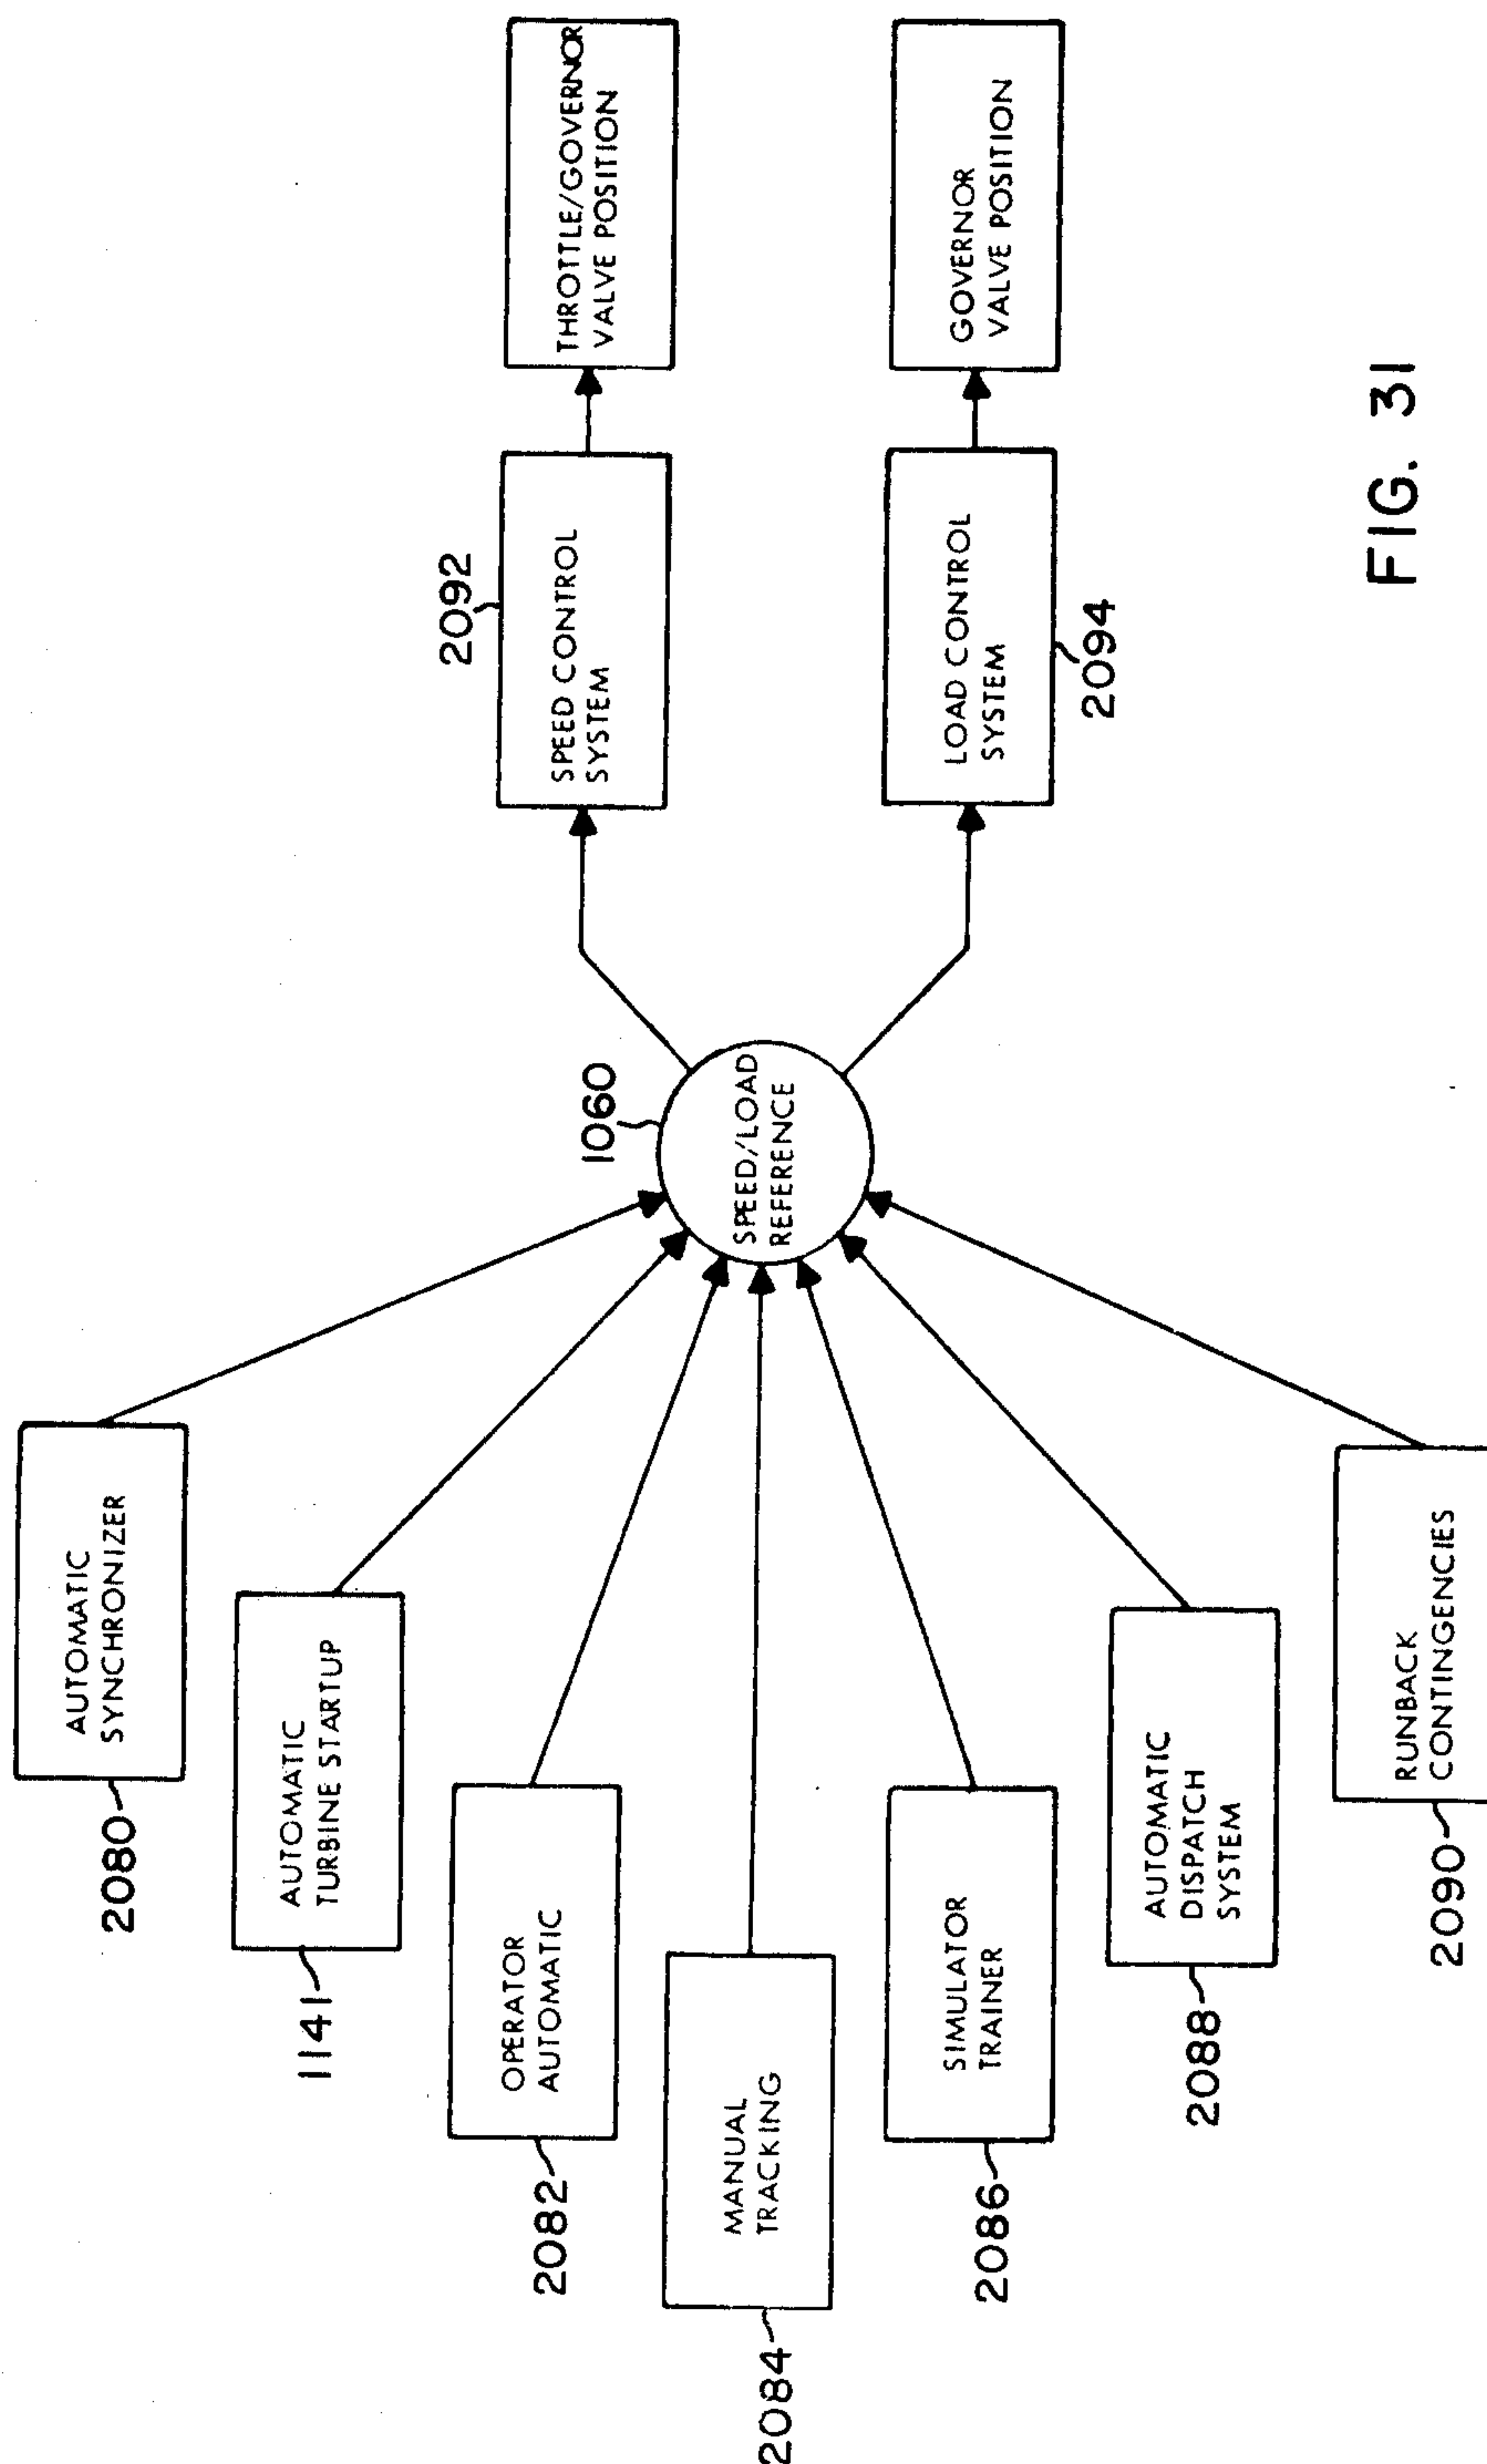 2080
AUTOMATIC
SYNCHRONIZER
1141
AUTOMATIC
TURBINE STARTUP
2082
OPERATOR
AUTOMATIC
2084
MANUAL
TRACKING
2086
SIMULATOR
TRAINER
2088
AUTOMATIC
DISPATCH
SYSTEM
2090
RUNBACK
CONTINGENCIES
1060
SPEED/LOAD
REFERENCE
2092
SPEED CONTROL
SYSTEM
THROTTLE/GOVERNOR
VALVE POSITION
LOAD CONTROL
SYSTEM
2094
GOVERNOR
VALVE POSITION
FIG. 31